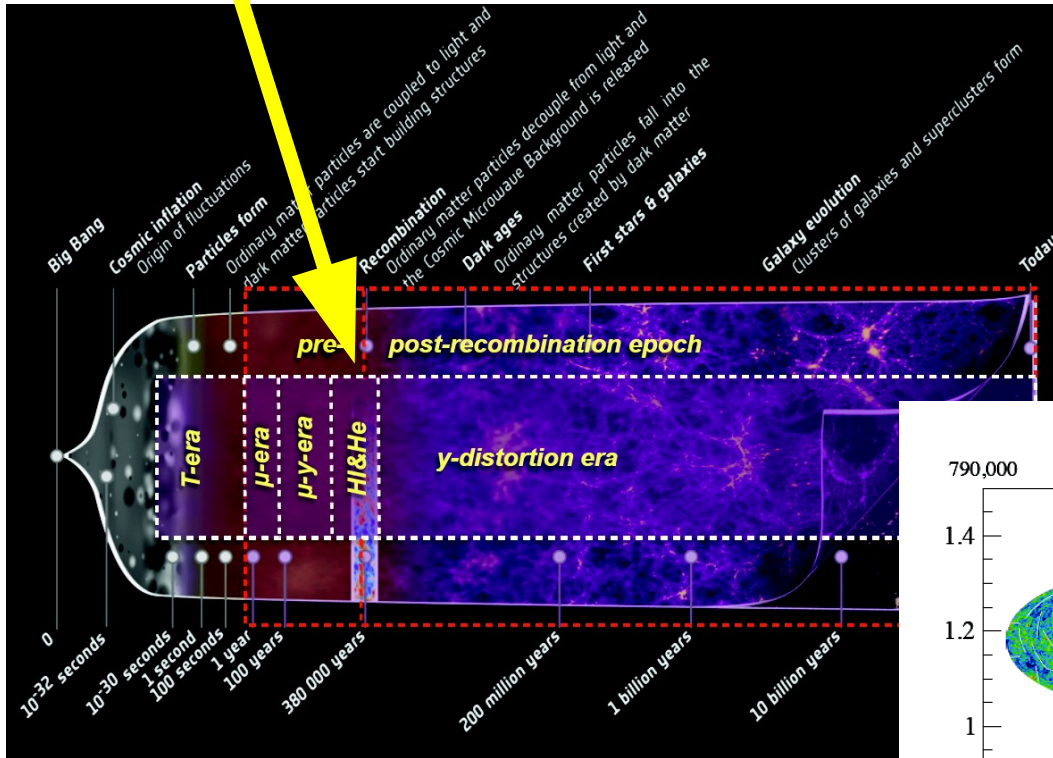 Big Bang
Cosmic inflation
Origin of fluctuations
Particles form
Ordinary matter particles are coupled to light and
dark matter particles start building structures
Recombination
Ordinary matter particles decouple from light and
the Cosmic Microwave Background is released
Dark ages
Ordinary matter particles fall into the
structures created by dark matter
First stars & galaxies
Galaxy evolution
Clusters of galaxies and superclusters form
Today
pre-
post-recombination epoch
T-era
μ-era
μ-y-era
HI&He
y-distortion era
0
10-32 seconds
10-30 seconds
1 second
100 seconds
1 year
100 years
380 000 years
200 million years
1 billion years
10 billion years
790,000
1.4
1.2
1